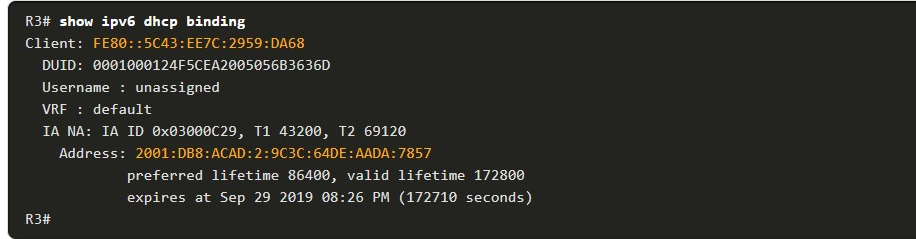 R3# show ipv6 dhcp binding
Client: FE80::5C43:EE7C:2959:DA68
DUID: 0001000124F5CEA2005056B3636D
Username : unassigned
VRF : default
IA NA: IA ID 0x03000C29, T1 43200, T2 69120
Address: 2001:DB8:ACAD:2:9C3C:64DE:AADA:7857
preferred lifetime 86400, valid lifetime 172800
expires at Sep 29 2019 08:26 PM (172710 seconds)
R3#